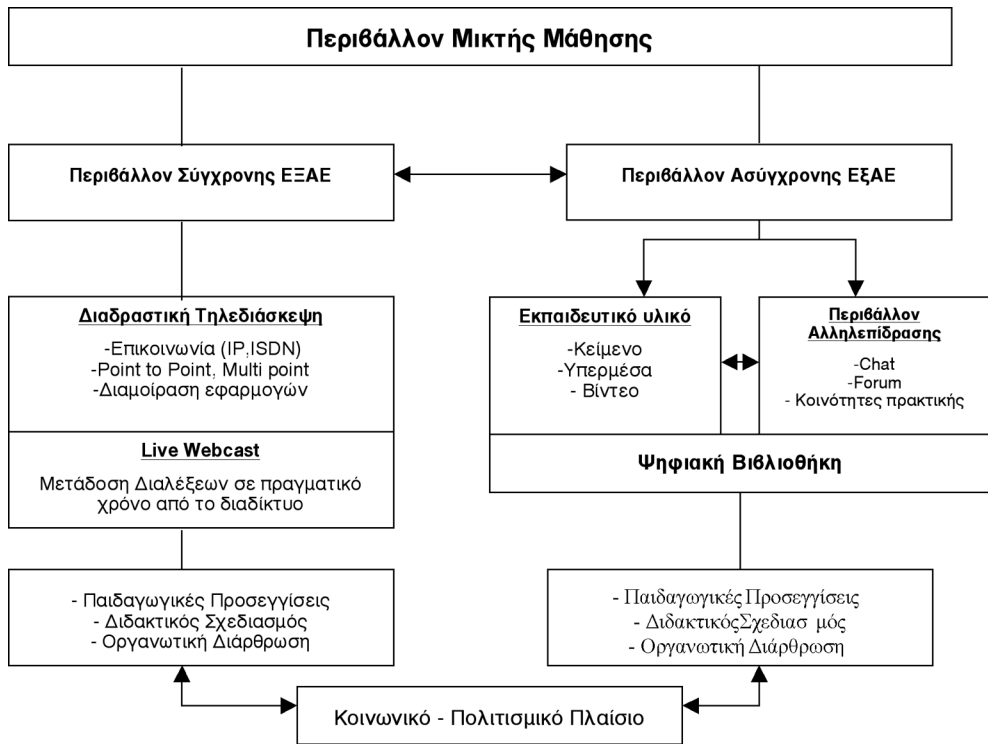 Περιβάλλον Μικτής Μάθησης
Περιβάλλον Σύγχρονης ΕΞΑΕ
Περιβάλλον Ασύγχρονης ΕξΑΕ
Διαδραστική Τηλεδιάσκεψη
-Επικοινωνία (IP,ISDN)
-Point to Point, Multi point
-Διαμοίραση εφαρμογών
Live Webcast
Μετάδοση Διαλέξεων σε πραγματικό
χρόνο από το διαδίκτυο
Εκπαιδευτικό υλικό
-Κείμενο
-Υπερμέσα
- Βίντεο
Περιβάλλον
Αλληλεπίδρασης
-Chat
-Forum
- Κοινότητες πρακτικής
Ψηφιακή Βιβλιοθήκη
- Παιδαγωγικές Προσεγγίσεις
- Διδακτικός Σχεδιασμός
- Οργανωτική Διάρθρωση
- Παιδαγωγικές Προσεγγίσεις
- ΔιδακτικόςΣχεδιασ μός
- Οργανωτική Διάρθρωση
Κοινωνικό - Πολιτισμικό Πλαίσιο